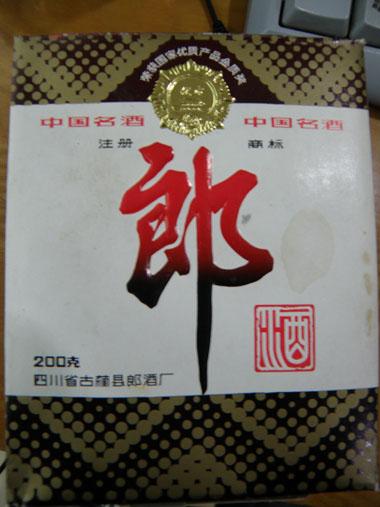 荣获国家优质产品金质奖
中国名酒 中国名酒
注册 商标
郎
酒
200克
四川省古蔺县郎酒厂